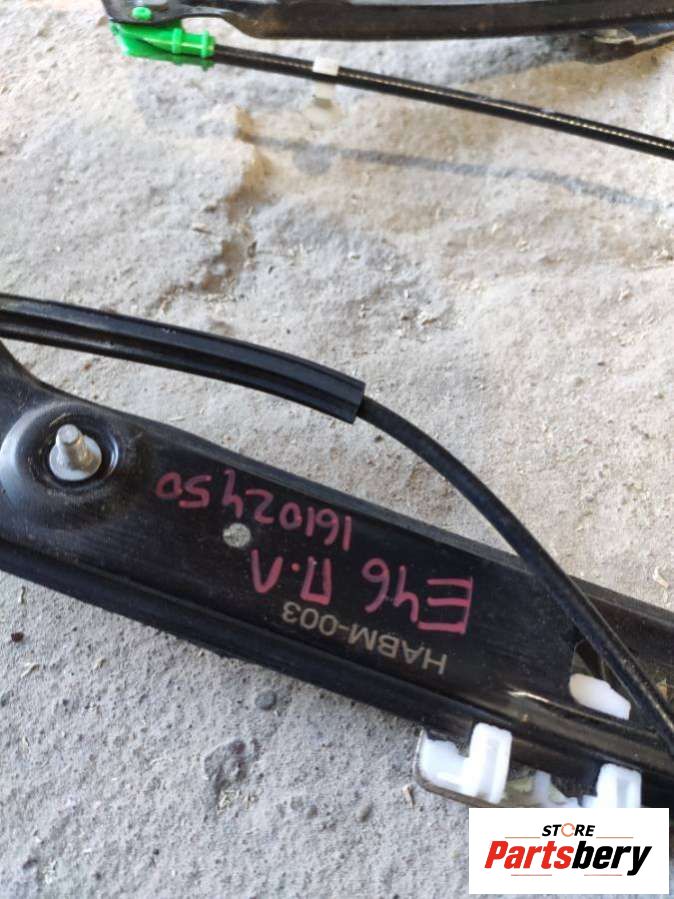 HABM-003
E46 П.Л
16102450
STORE
Partsbery